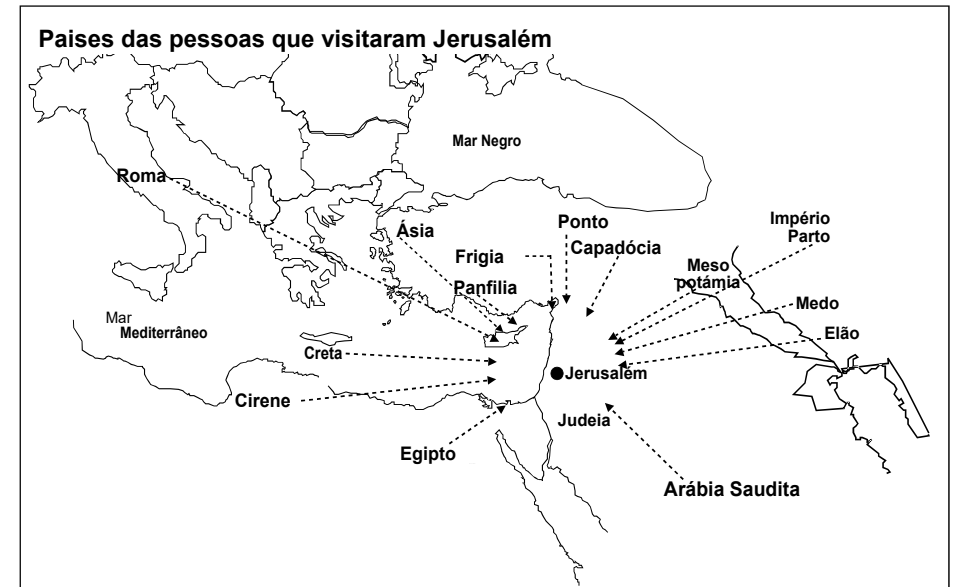 Paises das pessoas que visitaram Jerusalém
Mar Negro
Roma
Ásia
Ponto
Império
Parto
Frigia
Capadócia
Meso
potámia
Panfilia
Medo
Mar
Mediterrâneo
Elão
Creta
Jerusalém
Cirene
Judeia
Egipto
Arábia Saudita